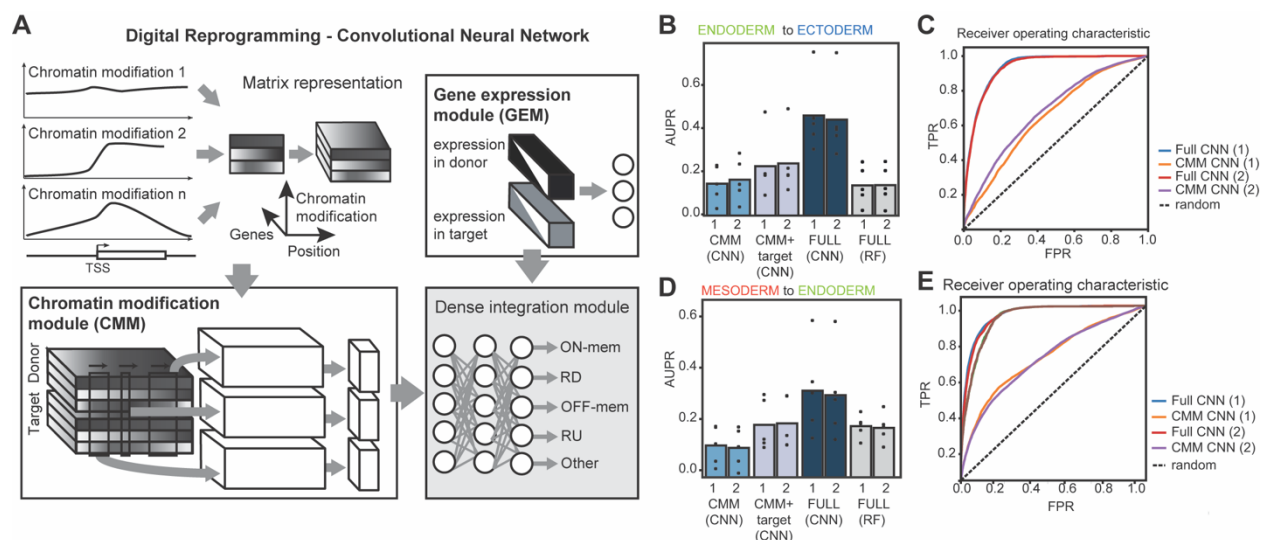 A
Digital Reprogramming - Convolutional Neural Network
Chromatin modifiation 1
Chromatin modifiation 2
Chromatin modifiation n
TSS
Matrix representation
Chromatin
modification
Genes
Position
Gene expression
module (GEM)
expression
in donor
expression
in target
Chromatin modification
module (CMM)
Target Donor
Dense integration module
ON-mem
RD
OFF-mem
RU
Other
B
ENDODERM to ECTODERM
AUPR
0.6
0.4
0.2
0.0
1 2 1 2 1 2 1 2
CMM
(CNN)
CMM+
target
(CNN)
FULL
(CNN)
FULL
(RF)
C
Receiver operating characteristic
TPR
1.0
0.8
0.6
0.4
0.2
0.0 0.2 0.4 0.6 0.8 1.0
FPR
Full CNN (1)
CMM CNN (1)
Full CNN (2)
CMM CNN (2)
random
D
MESODERM to ENDODERM
AUPR
0.6
0.4
0.2
0.0
1 2 1 2 1 2 1 2
CMM
(CNN)
CMM+
target
(CNN)
FULL
(CNN)
FULL
(RF)
E
Receiver operating characteristic
TPR
1.0
0.8
0.6
0.4
0.2
0.0 0.2 0.4 0.6 0.8 1.0
FPR
Full CNN (1)
CMM CNN (1)
Full CNN (2)
CMM CNN (2)
random